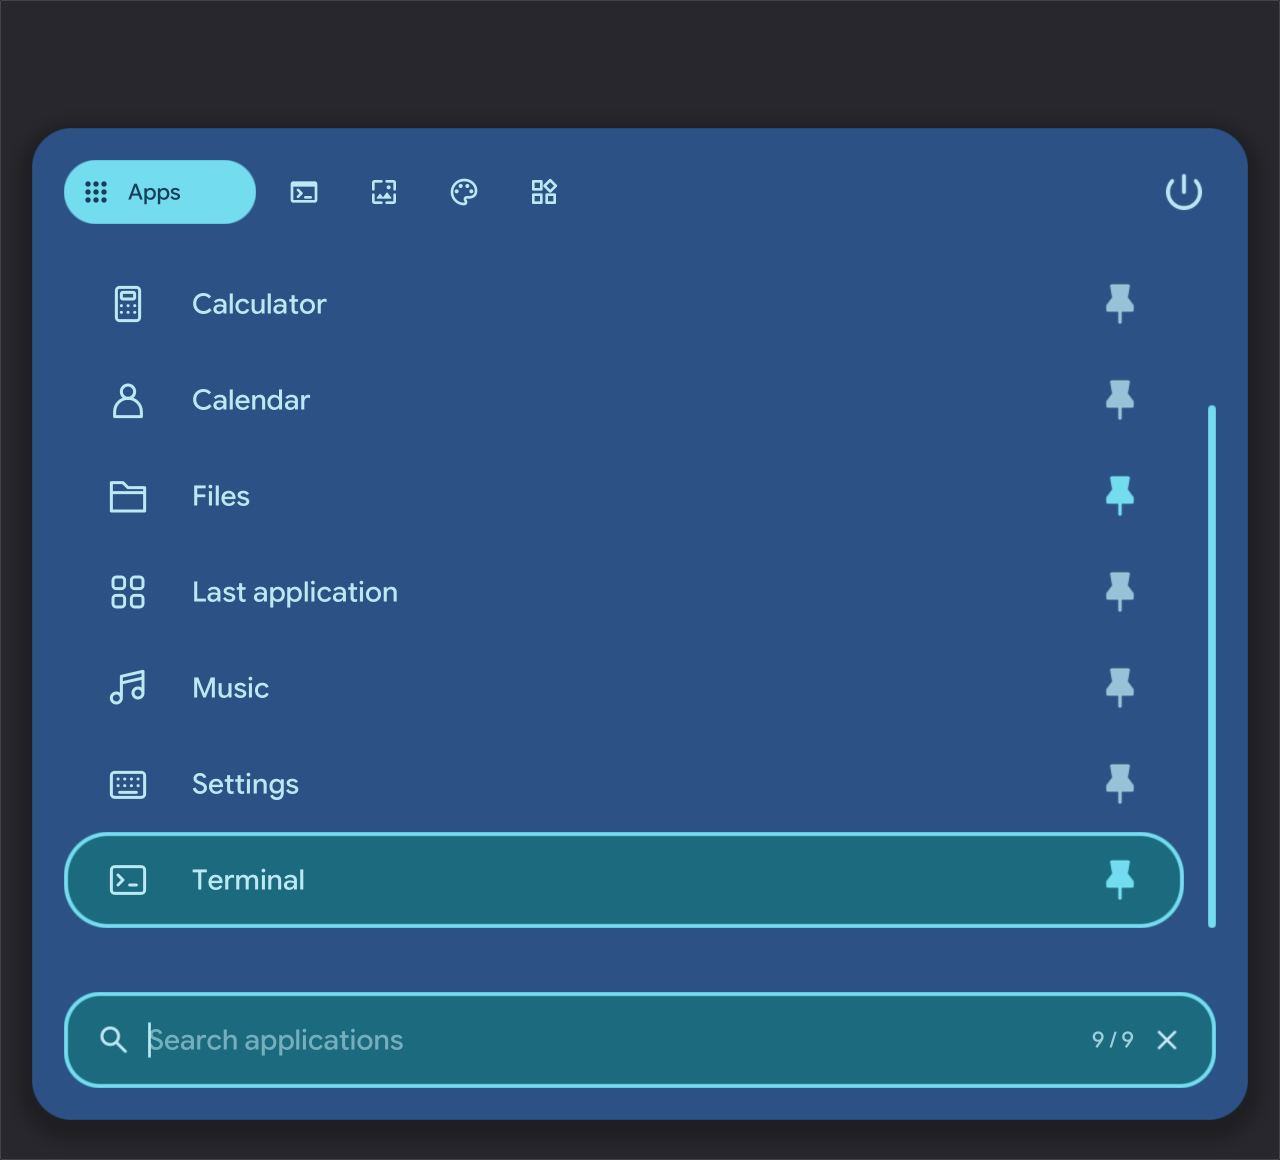 Apps
Calculator
Calendar
Files
Last application
Music
Settings
Terminal
Search applications
9 / 9